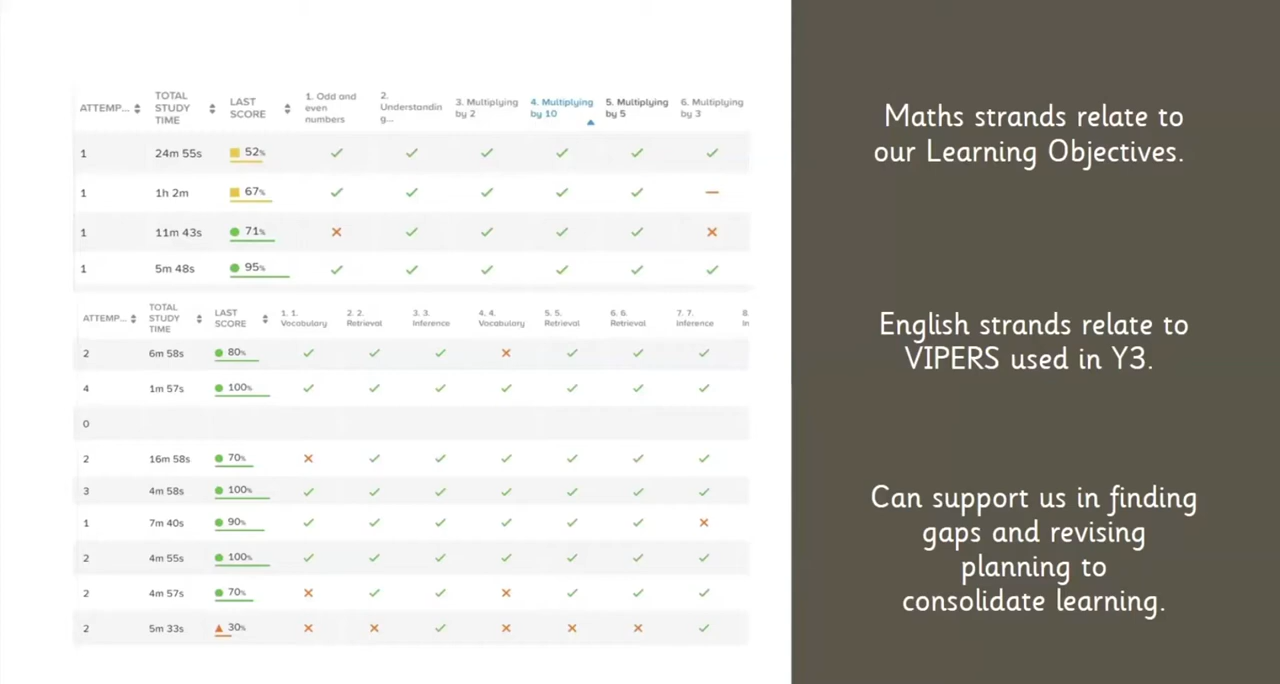 ATTEMP...
TOTAL
STUDY
TIME
LAST
SCORE
1. Odd and
even
numbers
2.
Understandin
g...
3. Multiplying
by 2
4. Multiplying
by 10
5. Multiplying
by 5
6. Multiplying
by 3
1 24m 55s 52%
1 1h 2m 67%
1 11m 43s 71%
1 5m 48s 95%
ATTEMP...
TOTAL
STUDY
TIME
LAST
SCORE
1. 1.
Vocabulary
2. 2.
Retrieval
3. 3.
Inference
4. 4.
Vocabulary
5. 5.
Retrieval
6. 6.
Retrieval
7. 7.
Inference
8.
In
2 6m 58s 80%
4 1m 57s 100%
0
2 16m 58s 70%
3 4m 58s 100%
1 7m 40s 90%
2 4m 55s 100%
2 4m 57s 70%
2 5m 33s 30%
Maths strands relate to
our Learning Objectives.
English strands relate to
VIPERS used in Y3.
Can support us in finding
gaps and revising
planning to
consolidate learning.